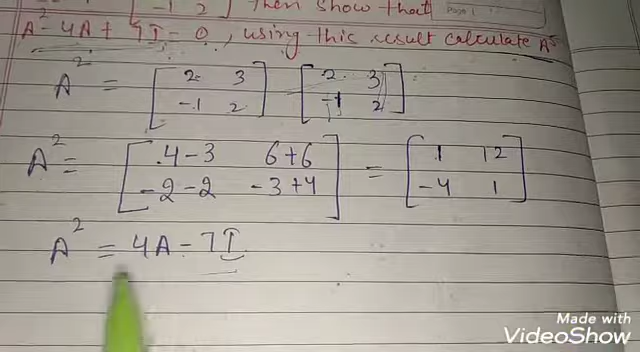 -1 2 ] then show that
A² - 4A + 7I = 0, using this result calculate A⁵
A² = [ 2 3 -1 2 ] [ 2 3 -1 2 ]
A² = [ 4-3 6+6 -2-2 -3+4 ] = [ 1 12 -4 1 ]
A² = 4A - 7I
Made with
VideoShow